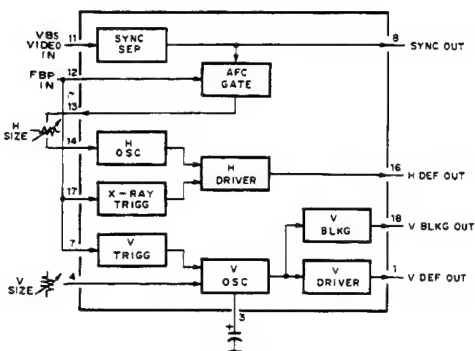 VBS
VIDEO
IN
11
SYNC
SEP
8
SYNC OUT
FBP
IN
12
AFC
GATE
13
H
SIZE
14
H
OSC
H
DRIVER
16
H DEF OUT
17
X-RAY
TRIGG
V
BLKG
18
V BLKG OUT
7
V
TRIGG
V
SIZE
4
V
OSC
V
DRIVER
1
V DEF OUT
3
+